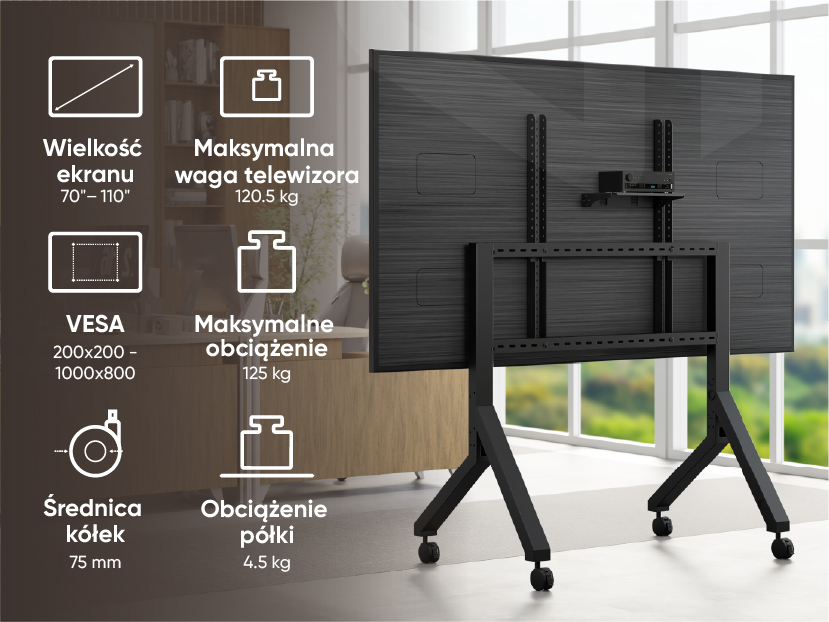 Wielkość
ekranu
70"– 110"
Maksymalna
waga telewizora
120.5 kg
VESA
200x200 -
1000x800
Maksymalne
obciążenie
125 kg
Średnica
kółek
75 mm
Obciążenie
półki
4.5 kg